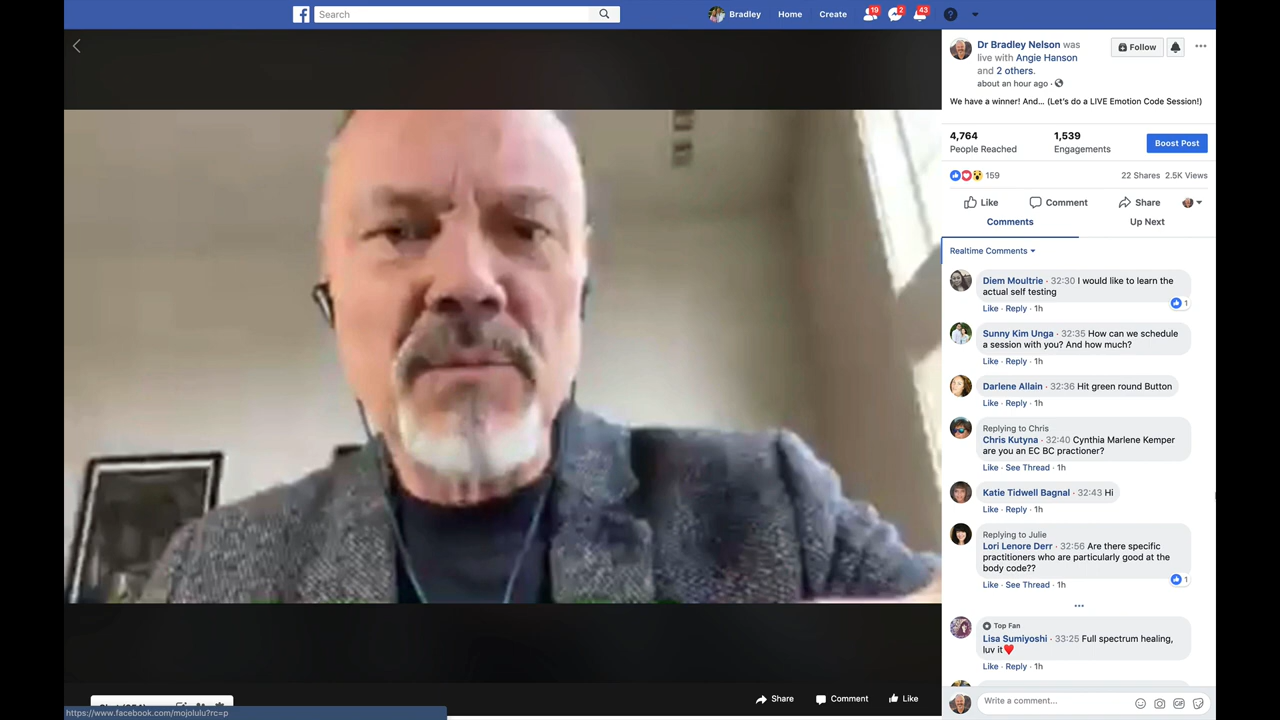 Search
Bradley
Home
Create
19
2
43
Dr Bradley Nelson was
live with Angie Hanson
and 2 others.
about an hour ago ·
Follow
We have a winner! And... (Let's do a LIVE Emotion Code Session!)
4,764
People Reached
1,539
Engagements
Boost Post
159
22 Shares 2.5K Views
Like
Comment
Share
Comments
Up Next
Realtime Comments
Diem Moultrie · 32:30 I would like to learn the
actual self testing
1
Like · Reply · 1h
Sunny Kim Unga · 32:35 How can we schedule
a session with you? And how much?
Like · Reply · 1h
Darlene Allain · 32:36 Hit green round Button
Like · Reply · 1h
Replying to Chris
Chris Kutyna · 32:40 Cynthia Marlene Kemper
are you an EC BC practioner?
Like · See Thread · 1h
Katie Tidwell Bagnal · 32:43 Hi
Like · Reply · 1h
Replying to Julie
Lori Lenore Derr · 32:56 Are there specific
practitioners who are particularly good at the
body code??
1
Like · See Thread · 1h
Top Fan
Lisa Sumiyoshi · 33:25 Full spectrum healing,
luv it❤️
Like · Reply · 1h
Write a comment...
GIF
Share
Comment
Like
https://www.facebook.com/mojolulu?rc=p